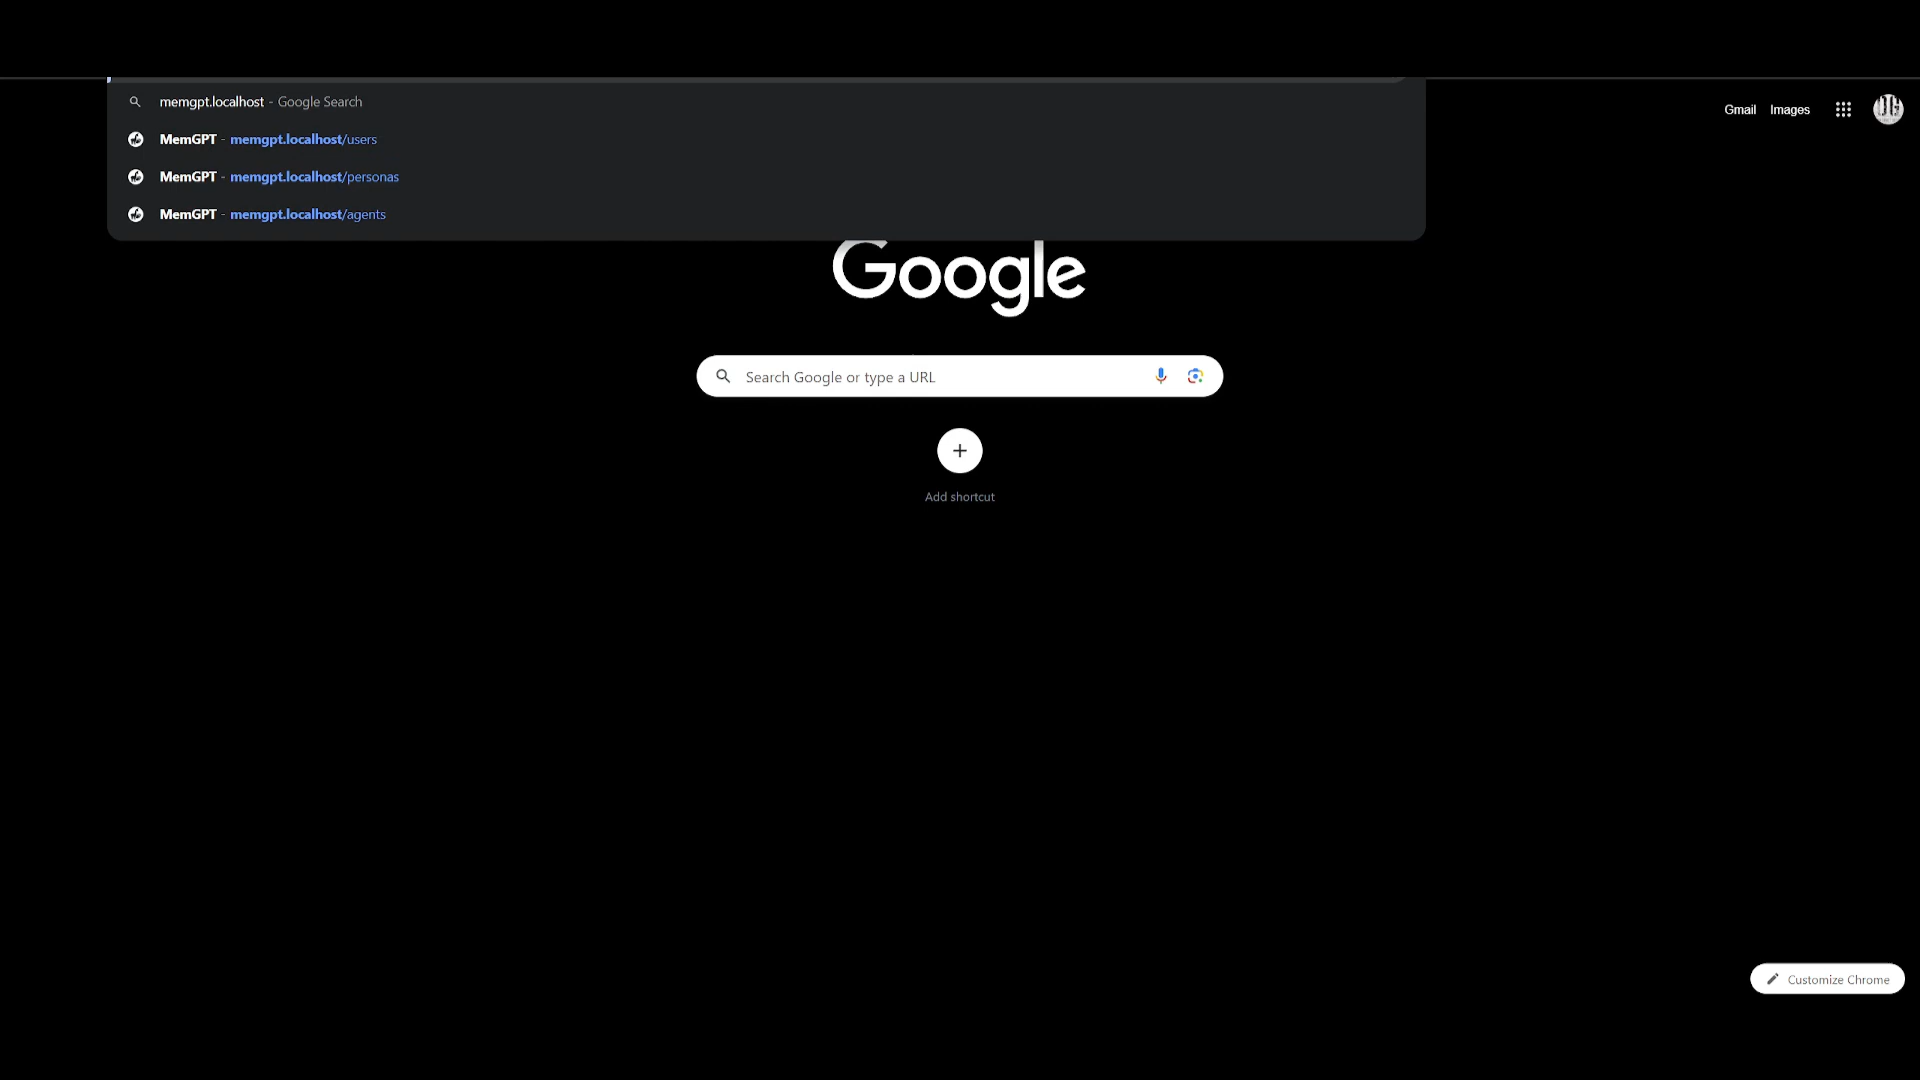 memgpt.localhost - Google Search
MemGPT - memgpt.localhost/users
MemGPT - memgpt.localhost/personas
MemGPT - memgpt.localhost/agents
Gmail Images
Google
Search Google or type a URL
Add shortcut
Customize Chrome